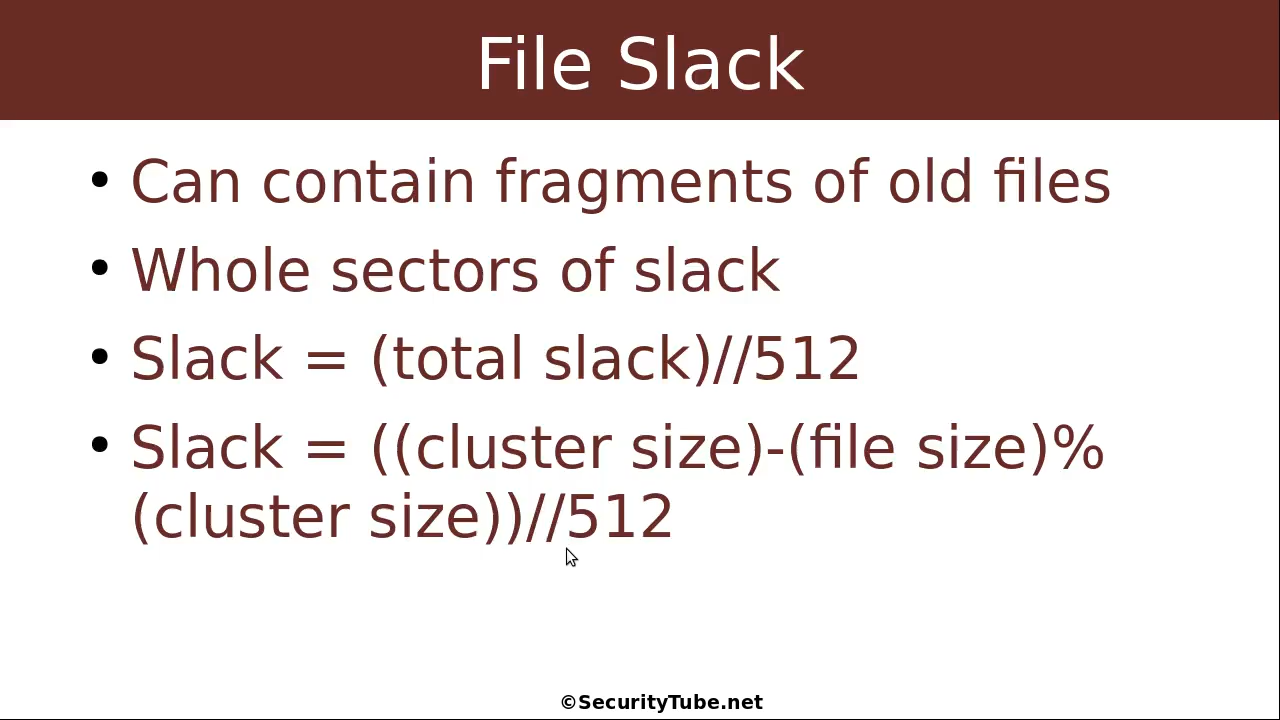 File Slack
• Can contain fragments of old files
• Whole sectors of slack
• Slack = (total slack)//512
• Slack = ((cluster size)-(file size)%
(cluster size))//512
©SecurityTube.net